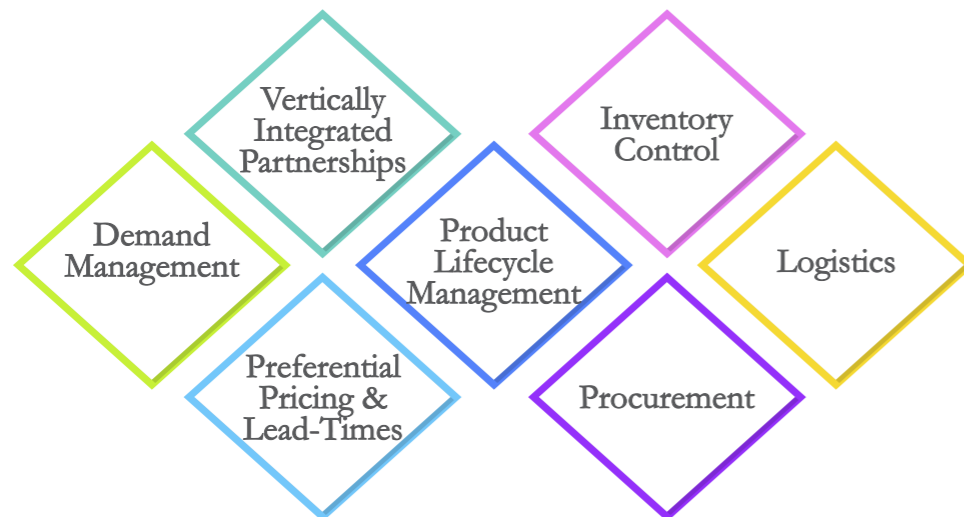 Vertically
Integrated
Partnerships
Inventory
Control
Demand
Management
Product
Lifecycle
Management
Logistics
Preferential
Pricing &
Lead-Times
Procurement